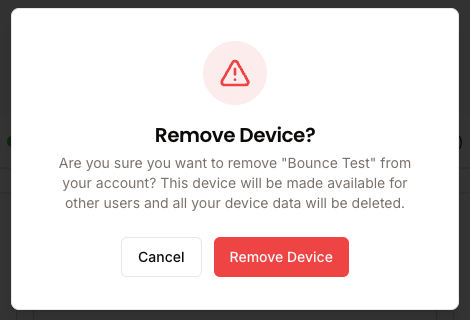 Remove Device?
Are you sure you want to remove "Bounce Test" from
your account? This device will be made available for
other users and all your device data will be deleted.
Cancel
Remove Device